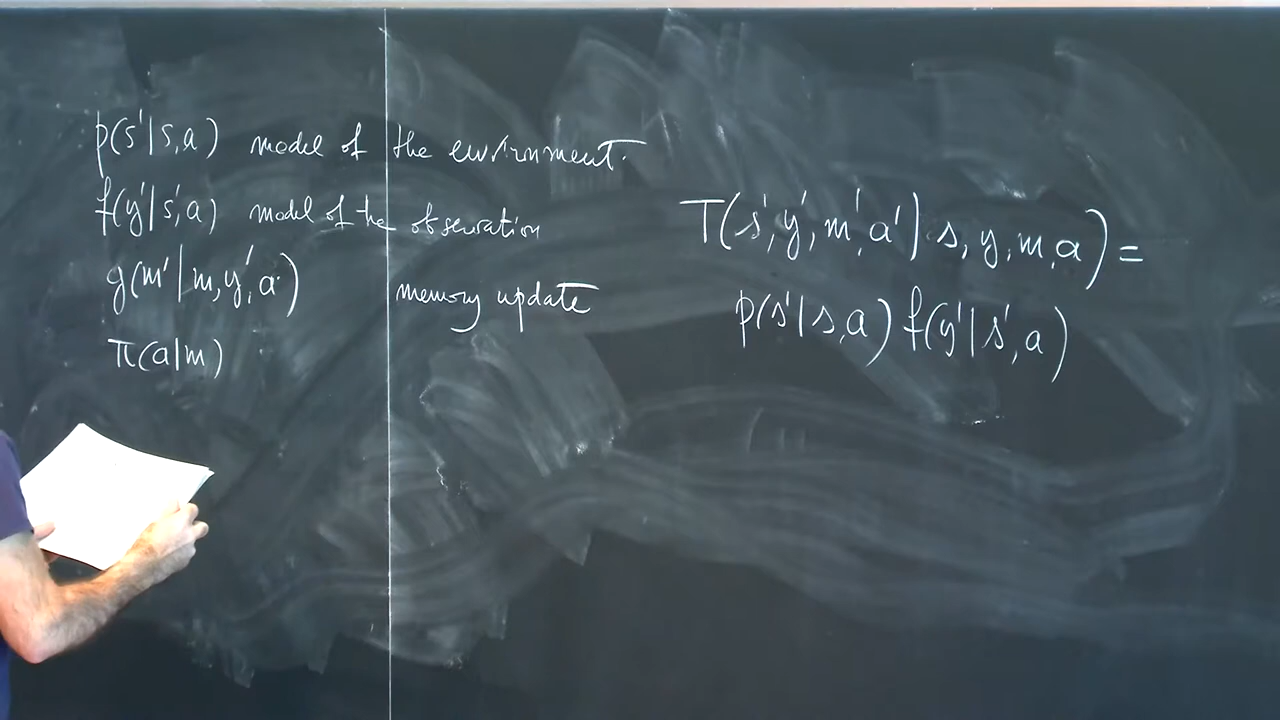 p(s'|s,a) model of the environment.
f(y'|s',a) model of the observation
g(m'|m,y',a) memory update
π(a|m)
T(s',y',m',a'|s,y,m,a) =
p(s'|s,a) f(y'|s',a)